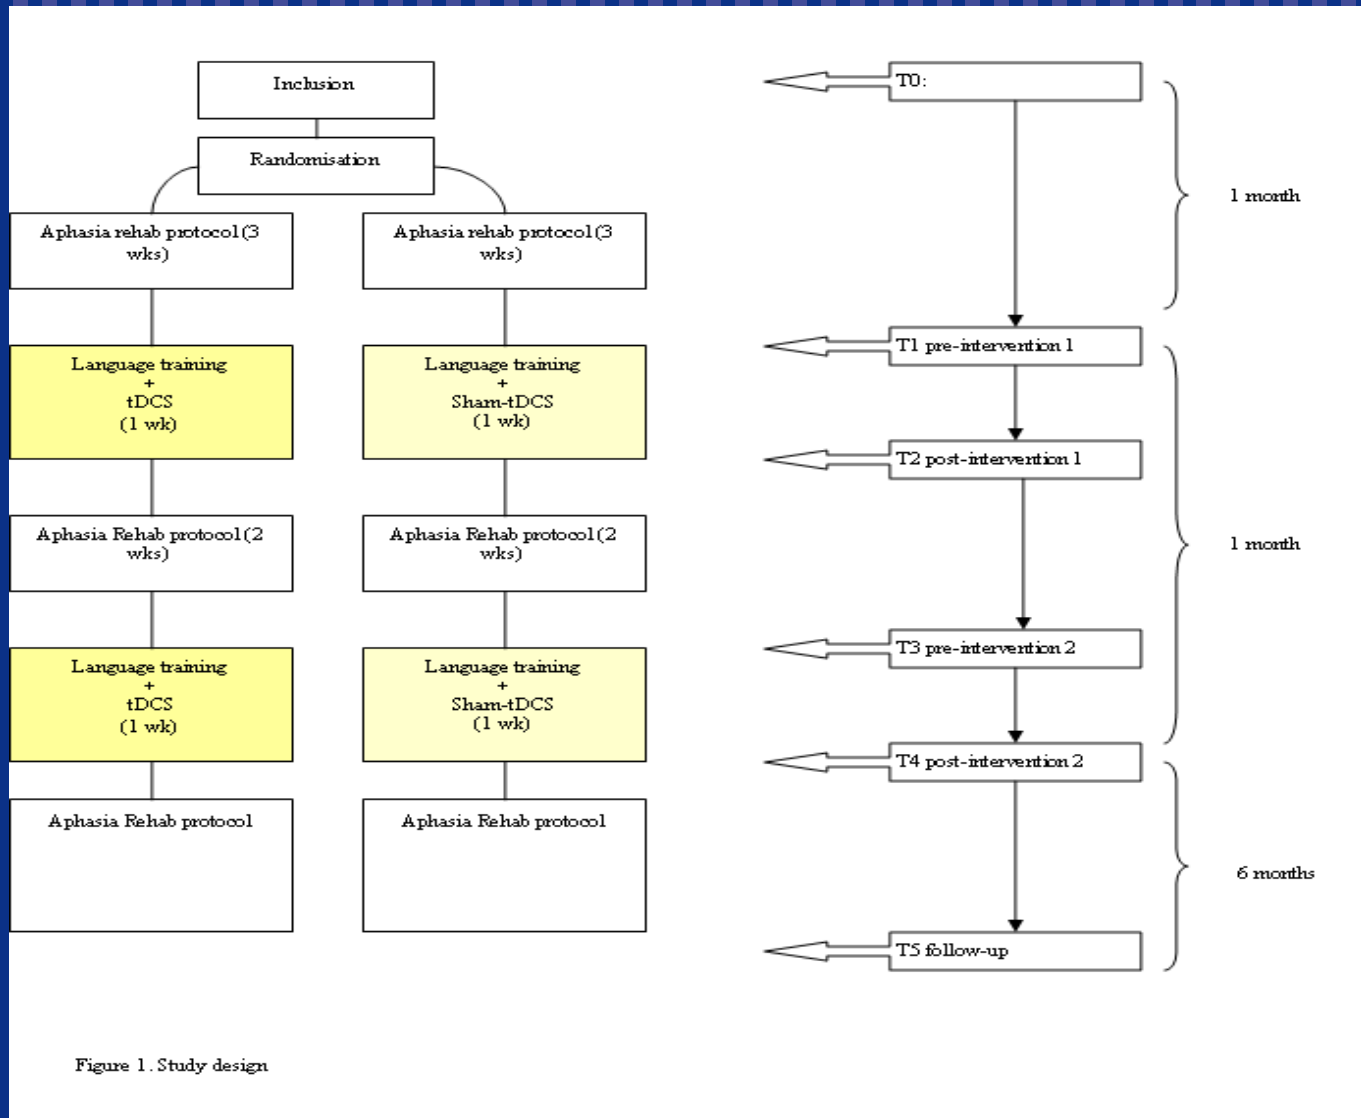 Inclusion
Randomisation
Aphasia rehab protocol (3
wks)
Aphasia rehab protocol (3
wks)
Language training
+
tDCS
(1 wk)
Language training
+
Sham-tDCS
(1 wk)
Aphasia Rehab protocol (2
wks)
Aphasia Rehab protocol (2
wks)
Language training
+
tDCS
(1 wk)
Language training
+
Sham-tDCS
(1 wk)
Aphasia Rehab protocol
Aphasia Rehab protocol
T0:
1 month
T1 pre-intervention 1
T2 post-intervention 1
1 month
T3 pre-intervention 2
T4 post-intervention 2
6 months
T5 follow-up
Figure 1. Study design